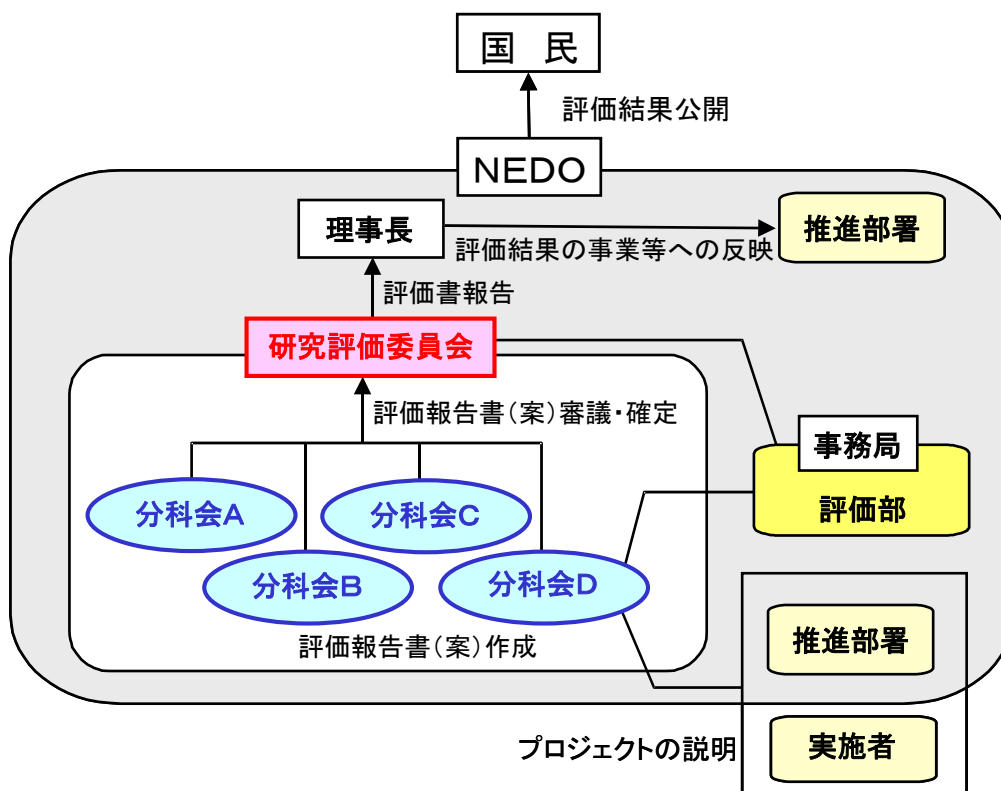 国　民
評価結果公開
ＮＥＤＯ
理事長
推進部署
評価結果の事業等への反映
評価書報告
研究評価委員会
評価報告書（案）審議・確定
事務局
評価部
分科会Ａ
分科会Ｃ
分科会Ｂ
分科会Ｄ
評価報告書（案）作成
推進部署
プロジェクトの説明
実施者